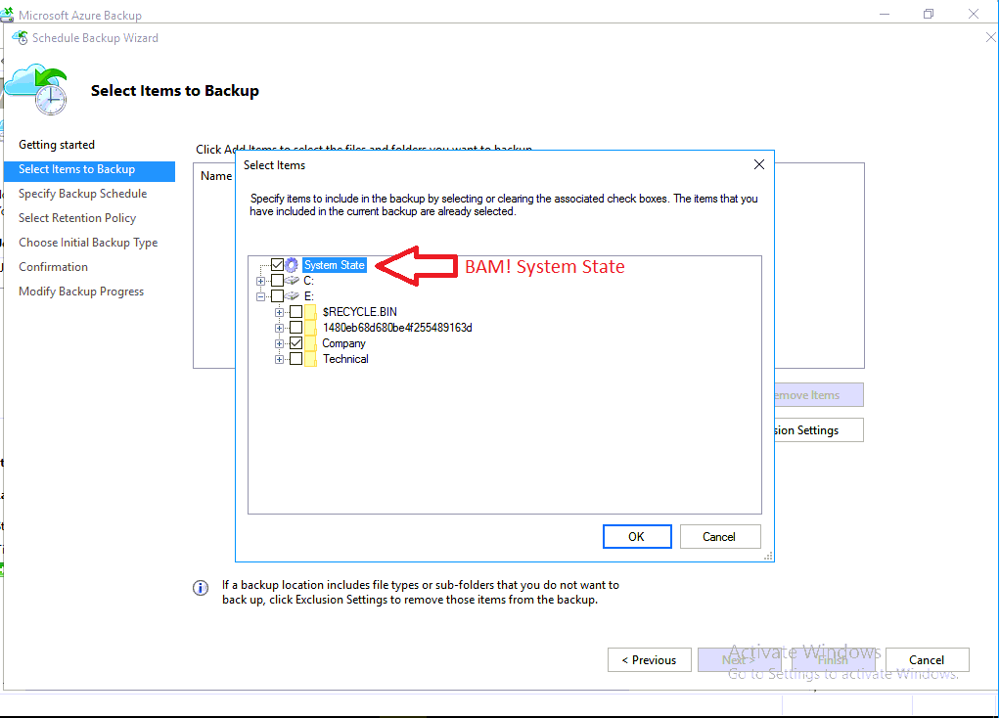 Microsoft Azure Backup
Schedule Backup Wizard
Select Items to Backup
Getting started
Select Items to Backup
Specify Backup Schedule
Select Retention Policy
Choose Initial Backup Type
Confirmation
Modify Backup Progress
Click Add Items to select the files and folders you want to backup
Name
Select Items
Specify items to include in the backup by selecting or clearing the associated check boxes. The items that you
have included in the current backup are already selected.
System State
BAM! System State
C:
E:
$RECYCLE.BIN
1480eb68d680be4f255489163d
Company
Technical
emove Items
sion Settings
OK
Cancel
If a backup location includes file types or sub-folders that you do not want to
back up, click Exclusion Settings to remove those items from the backup.
< Previous
Next >
Finish
Cancel
Activate Windows
Go to Settings to activate Windows.